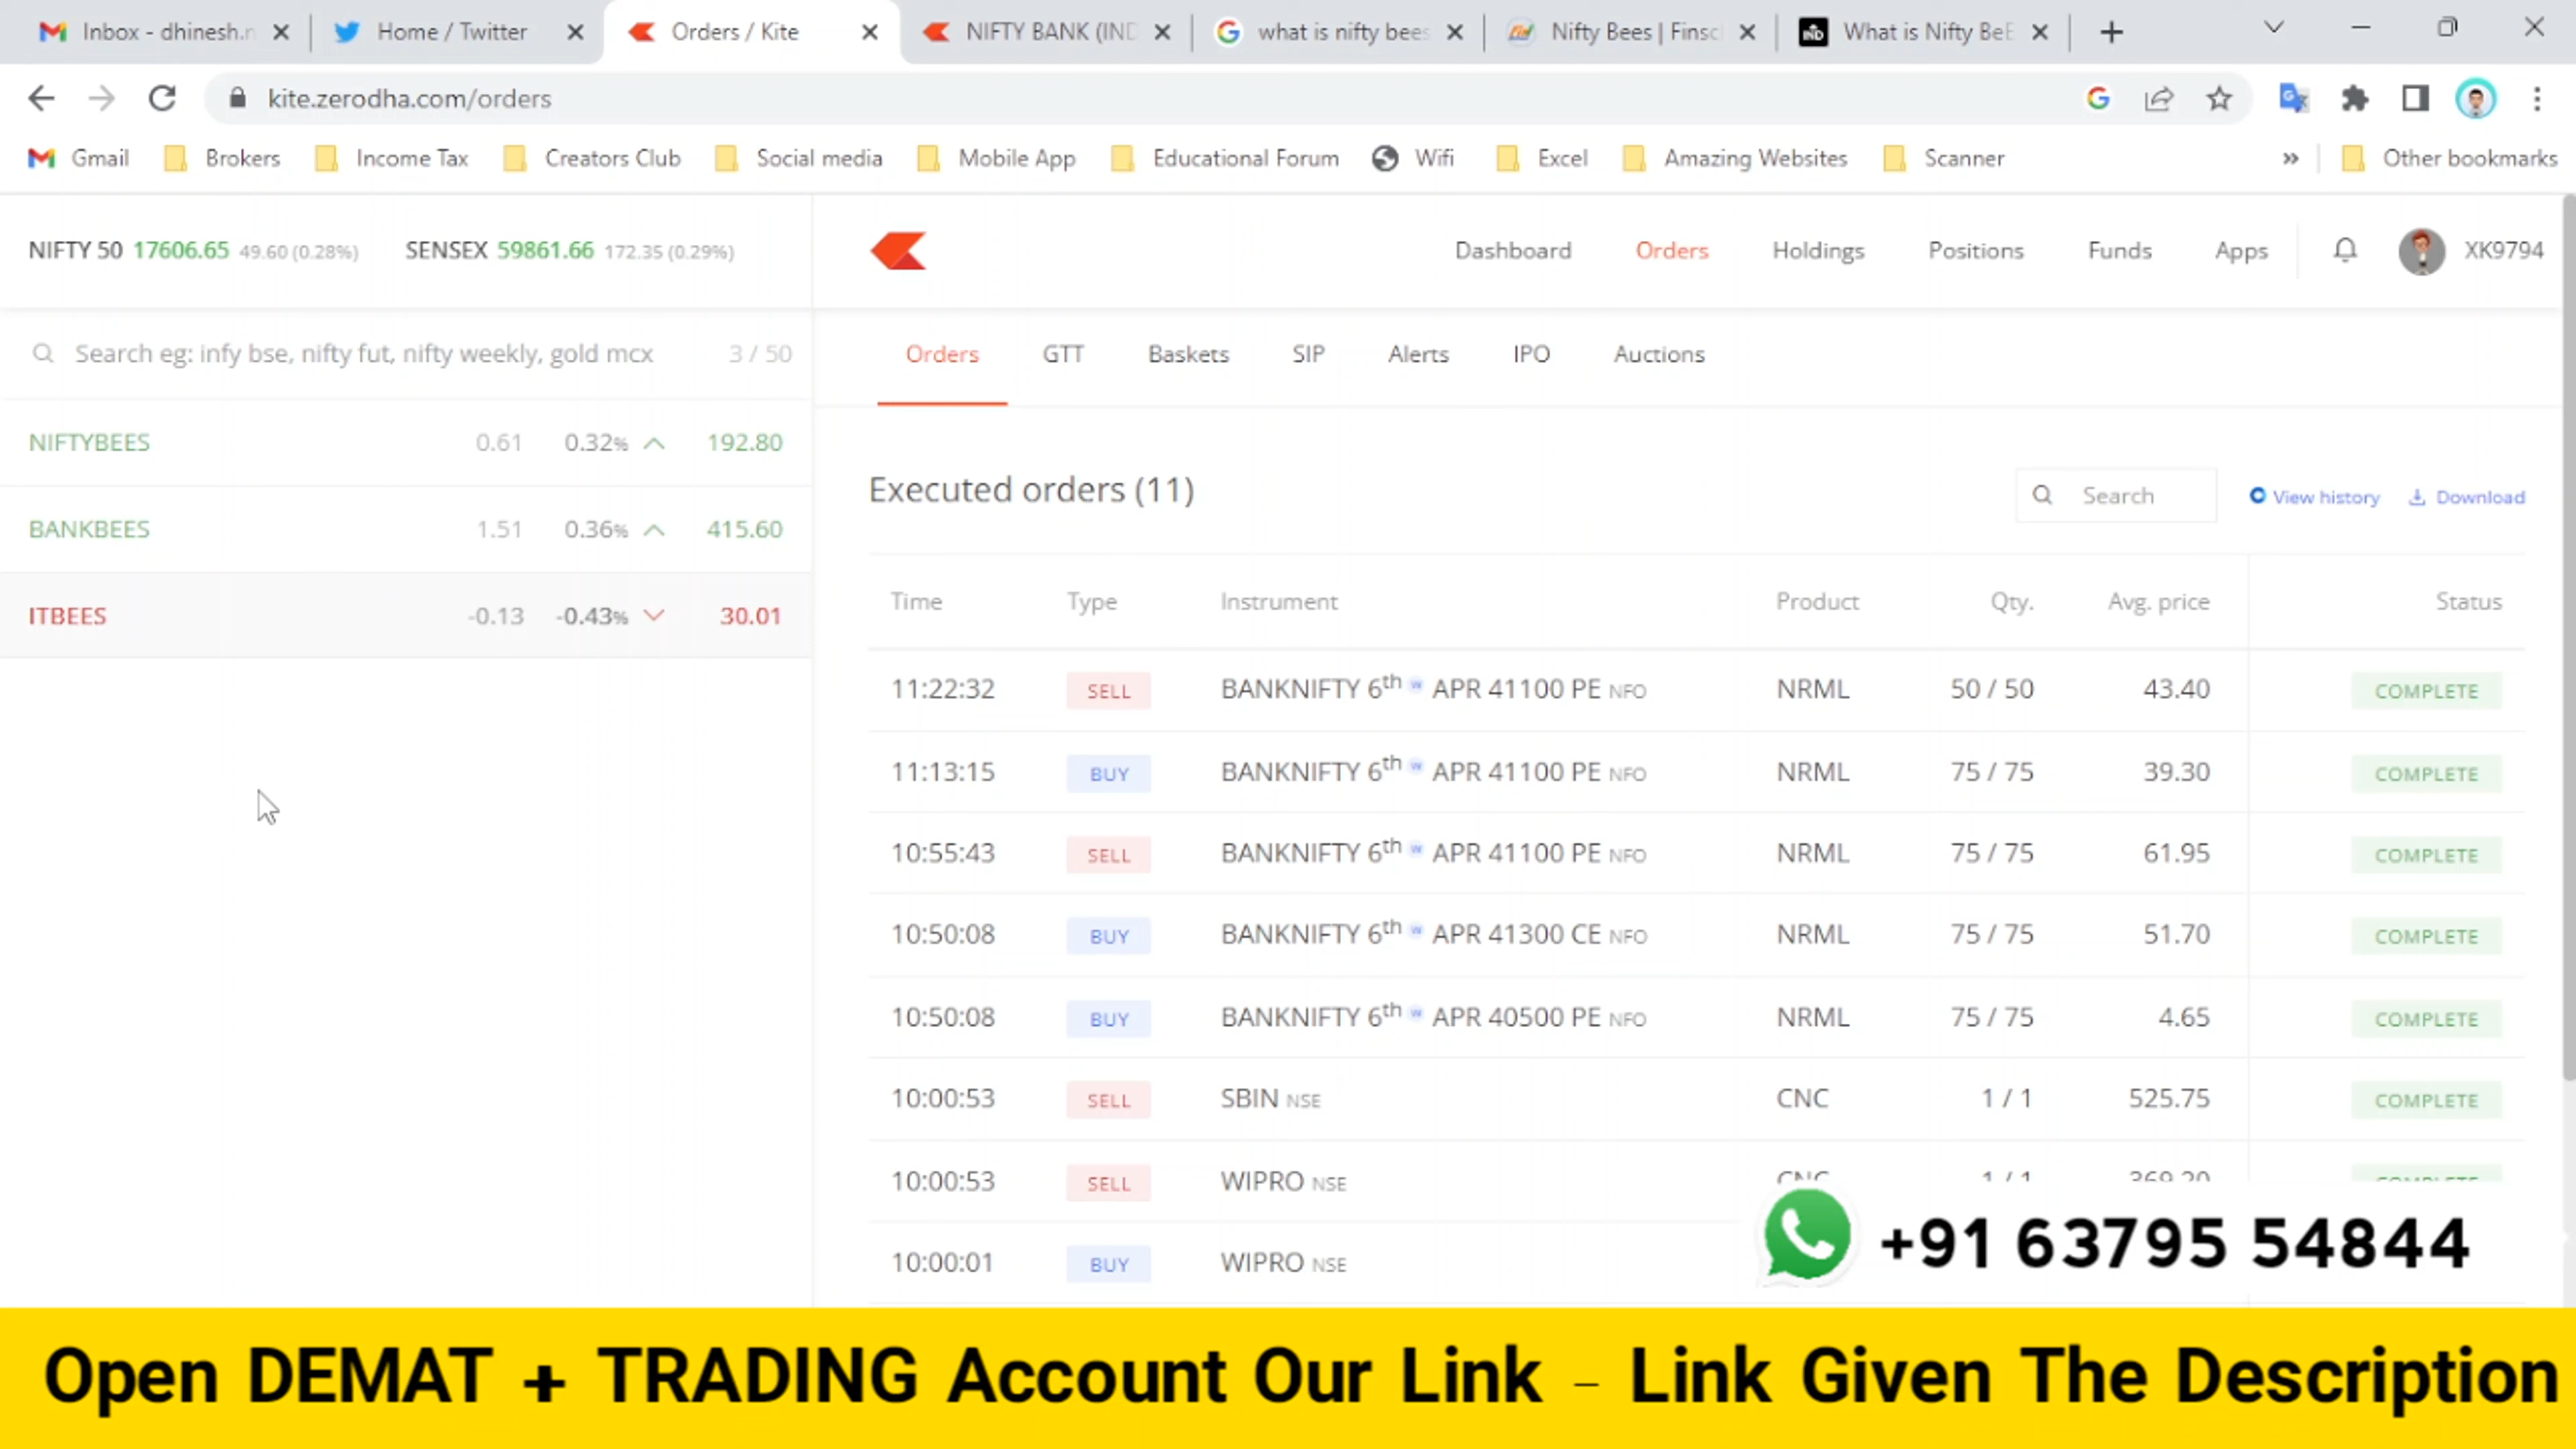 Inbox - dhinesh.n
Home / Twitter
Orders / Kite
NIFTY BANK (IND
what is nifty bees
Nifty Bees | Finsc
What is Nifty BeE
kite.zerodha.com/orders
Gmail
Brokers
Income Tax
Creators Club
Social media
Mobile App
Educational Forum
Wifi
Excel
Amazing Websites
Scanner
Other bookmarks
NIFTY 50 17606.65 49.60 (0.28%) SENSEX 59861.66 172.35 (0.29%)
Dashboard Orders Holdings Positions Funds Apps XK9794
Search eg: infy bse, nifty fut, nifty weekly, gold mcx 3 / 50
NIFTYBEES 0.61 0.32% 192.80
BANKBEES 1.51 0.36% 415.60
ITBEES -0.13 -0.43% 30.01
Orders GTT Baskets SIP Alerts IPO Auctions
Executed orders (11) Search View history Download
Time Type Instrument Product Qty. Avg. price Status
11:22:32 SELL BANKNIFTY 6th w APR 41100 PE NFO NRML 50 / 50 43.40 COMPLETE
11:13:15 BUY BANKNIFTY 6th w APR 41100 PE NFO NRML 75 / 75 39.30 COMPLETE
10:55:43 SELL BANKNIFTY 6th w APR 41100 PE NFO NRML 75 / 75 61.95 COMPLETE
10:50:08 BUY BANKNIFTY 6th w APR 41300 CE NFO NRML 75 / 75 51.70 COMPLETE
10:50:08 BUY BANKNIFTY 6th w APR 40500 PE NFO NRML 75 / 75 4.65 COMPLETE
10:00:53 SELL SBIN NSE CNC 1 / 1 525.75 COMPLETE
10:00:53 SELL WIPRO NSE
10:00:01 BUY WIPRO NSE
+91 63795 54844
Open DEMAT + TRADING Account Our Link - Link Given The Description